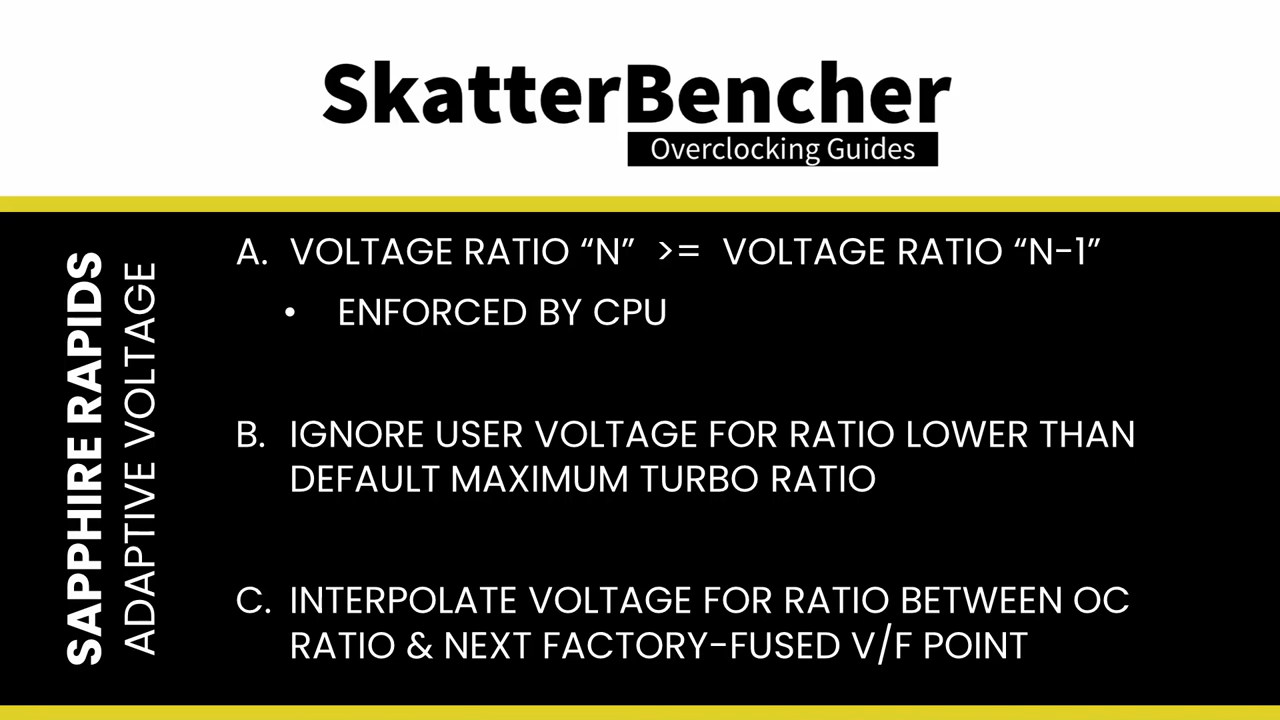 SkatterBencher
Overclocking Guides
SAPPHIRE RAPIDS
ADAPTIVE VOLTAGE
A. VOLTAGE RATIO “N” >= VOLTAGE RATIO “N-1”
• ENFORCED BY CPU
B. IGNORE USER VOLTAGE FOR RATIO LOWER THAN
DEFAULT MAXIMUM TURBO RATIO
C. INTERPOLATE VOLTAGE FOR RATIO BETWEEN OC
RATIO & NEXT FACTORY-FUSED V/F POINT